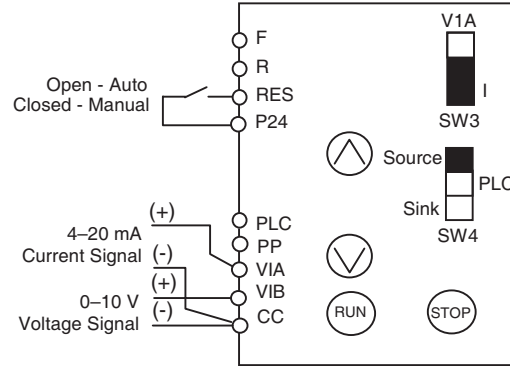 F
R
RES
P24
Open - Auto
Closed - Manual
V1A
I
SW3
Source
PLC
Sink
SW4
PLC
PP
VIA
VIB
CC
(+)
4–20 mA
Current Signal (-)
(+)
0–10 V
Voltage Signal (-)
RUN
STOP